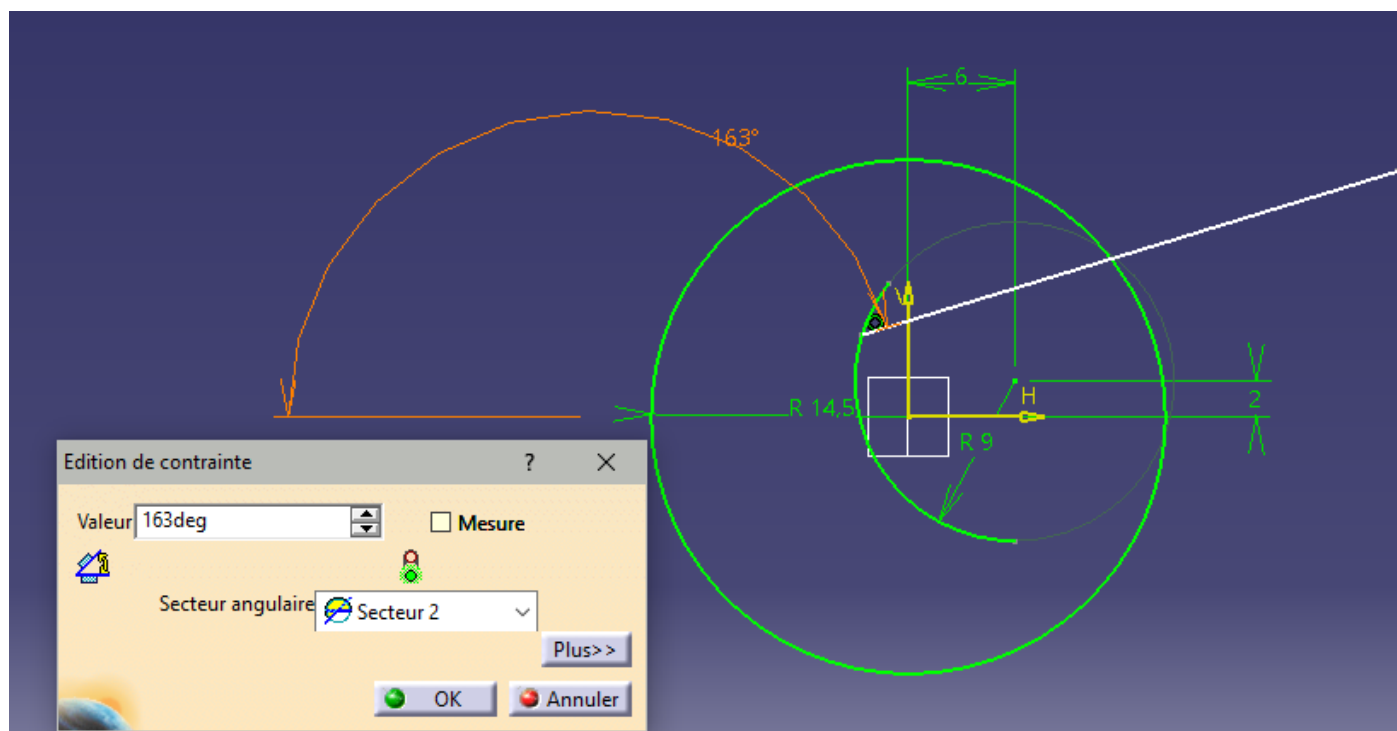 6
163°
V
H
R 14,5
2
R 9
Edition de contrainte ? ×
Valeur 163deg Mesure
Secteur angulaire Secteur 2
Plus>>
OK Annuler